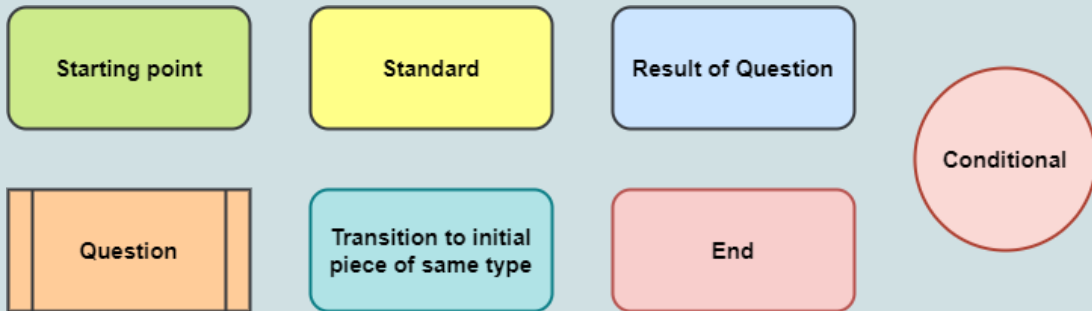 Starting point
Standard
Result of Question
Conditional
Question
Transition to initial
piece of same type
End